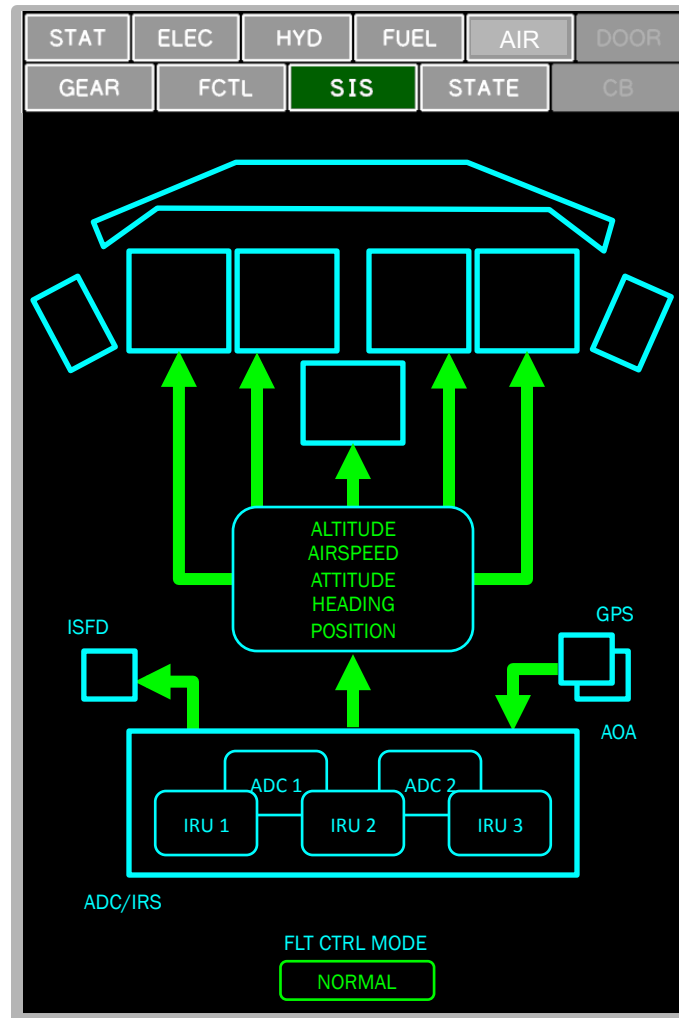 STAT ELEC HYD FUEL AIR DOOR
GEAR FCTL SIS STATE CB
ALTITUDE
AIRSPEED
ATTITUDE
HEADING
POSITION
ISFD
GPS
AOA
ADC 1 ADC 2
IRU 1 IRU 2 IRU 3
ADC/IRS
FLT CTRL MODE
NORMAL